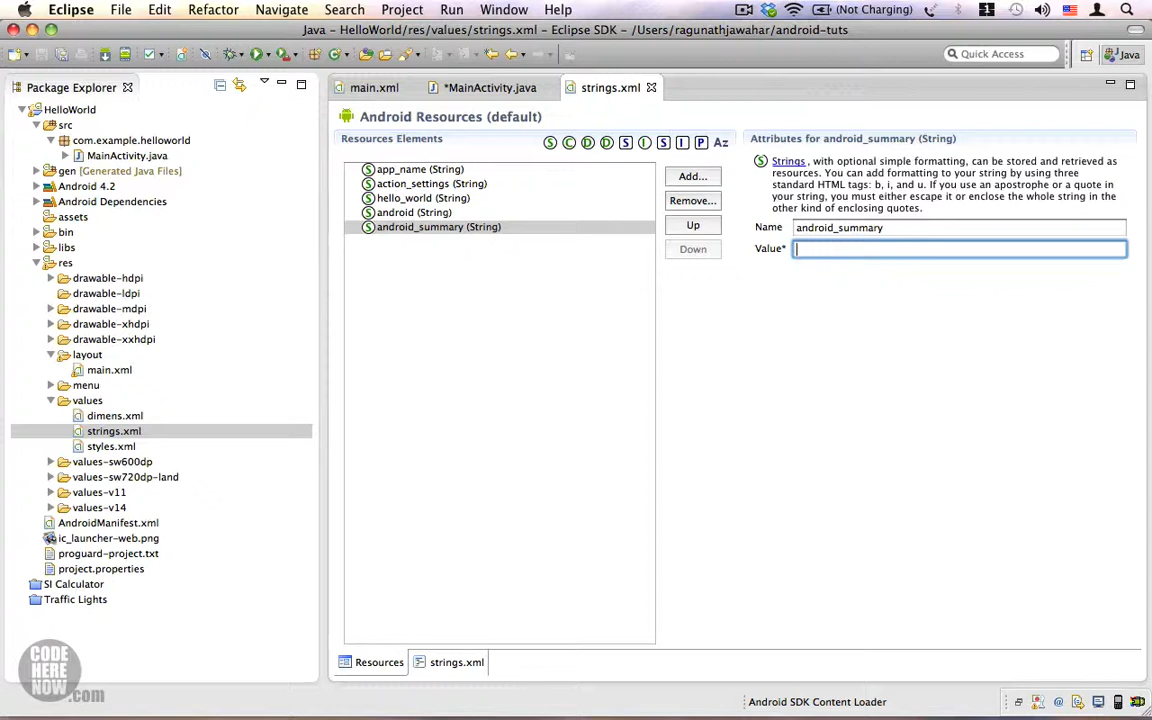 Eclipse File Edit Refactor Navigate Search Project Run Window Help (Not Charging) 1
Java - HelloWorld/res/values/strings.xml - Eclipse SDK - /Users/ragunathjawahar/android-tuts
Quick Access Java
Package Explorer
HelloWorld
src
com.example.helloworld
MainActivity.java
gen [Generated Java Files]
Android 4.2
Android Dependencies
assets
bin
libs
res
drawable-hdpi
drawable-ldpi
drawable-mdpi
drawable-xhdpi
drawable-xxhdpi
layout
main.xml
menu
values
dimens.xml
strings.xml
styles.xml
values-sw600dp
values-sw720dp-land
values-v11
values-v14
AndroidManifest.xml
ic_launcher-web.png
proguard-project.txt
project.properties
SI Calculator
Traffic Lights
main.xml *MainActivity.java strings.xml
Android Resources (default)
Resources Elements S C D D S I S I P Az
app_name (String)
action_settings (String)
hello_world (String)
android (String)
android_summary (String)
Add...
Remove...
Up
Down
Attributes for android_summary (String)
Strings, with optional simple formatting, can be stored and retrieved as
resources. You can add formatting to your string by using three
standard HTML tags: b, i, and u. If you use an apostrophe or a quote in
your string, you must either escape it or enclose the whole string in the
other kind of enclosing quotes.
Name android_summary
Value*
Resources strings.xml
Android SDK Content Loader
CODE
HERE
NOW.com